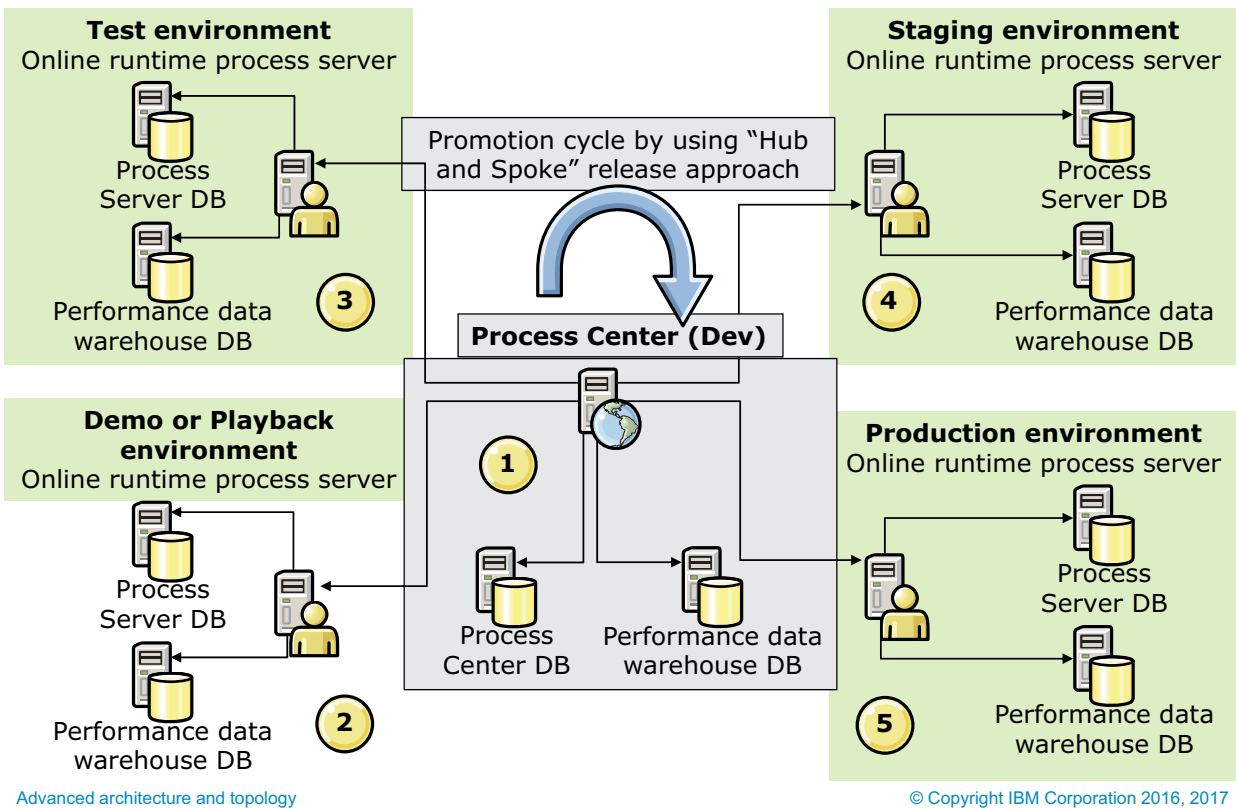 Test environment
Online runtime process server
Process
Server DB
Performance data
warehouse DB
3
Promotion cycle by using “Hub
and Spoke” release approach
Staging environment
Online runtime process server
Process
Server DB
4
Performance data
warehouse DB
Process Center (Dev)
1
Process
Center DB
Performance data
warehouse DB
Demo or Playback
environment
Online runtime process server
Process
Server DB
2
Performance data
warehouse DB
Production environment
Online runtime process server
Process
Server DB
5
Performance data
warehouse DB
Advanced architecture and topology
© Copyright IBM Corporation 2016, 2017